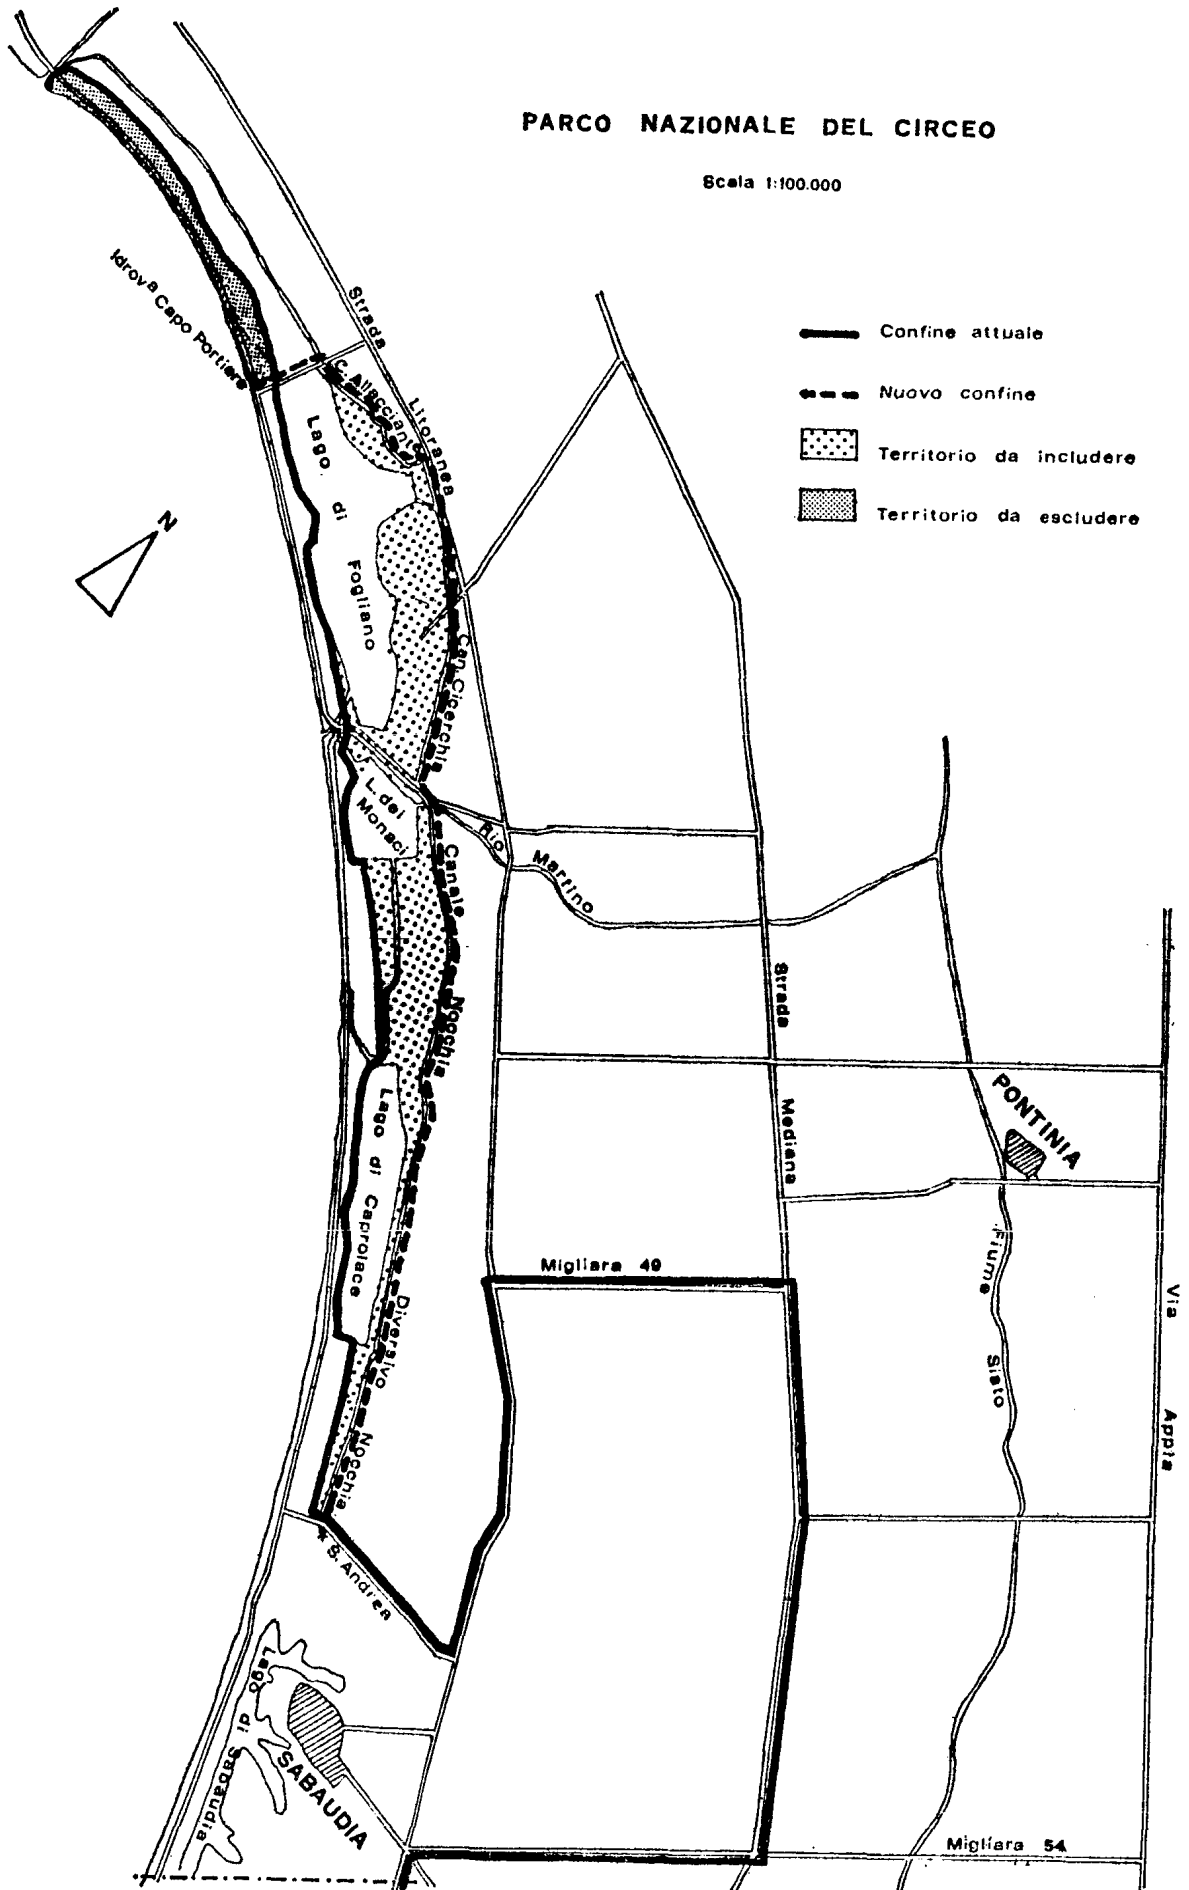 PARCO NAZIONALE DEL CIRCEO
Scala 1:100.000
Confine attuale
Nuovo confine
Territorio da includere
Territorio da escludere
N
Idrova Capo Portiere
Strada Litoranea
C. Allacciante
Lago di Fogliano
Can. Cicerchia
L. dei Monaci
Rio Martino
Canale Nocchia
Strada Mediana
PONTINIA
Lago di Caprolace
Migliara 49
Fiume Sisto
Via Appia
Diversivo Nocchia
S. Andrea
Lago di Sabaudia
SABAUDIA
Migliara 54